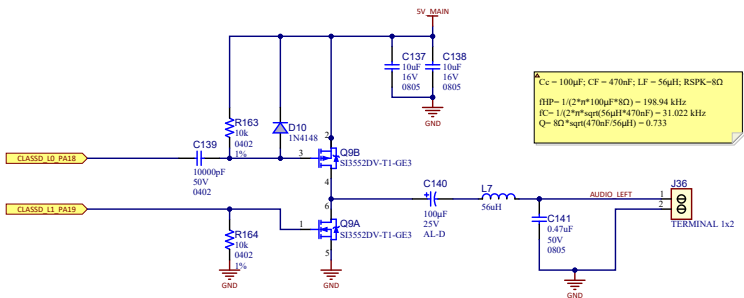 5V_MAIN
C137
10uF
16V
0805
C138
10uF
16V
0805
GND
Cc = 100µF; CF = 470nF; LF = 56µH; RSPK=8Ω
fHP= 1/(2*π*100µF*8Ω) = 198.94 kHz
fC= 1/(2*π*sqrt(56µH*470nF) = 31.022 kHz
Q= 8Ω*sqrt(470nF/56µH) = 0.733
R163
10k
0402
1%
D10
1N4148
2
Q9B
SI3552DV-T1-GE3
3
4
CLASSD_L0_PA18
C139
10000pF
50V
0402
CLASSD_L1_PA19
R164
10k
0402
1%
GND
6
Q9A
SI3552DV-T1-GE3
1
5
GND
C140
+
100µF
25V
AL-D
L7
56uH
AUDIO_LEFT
C141
0.47uF
50V
0805
GND
J36
1
2
TERMINAL 1x2